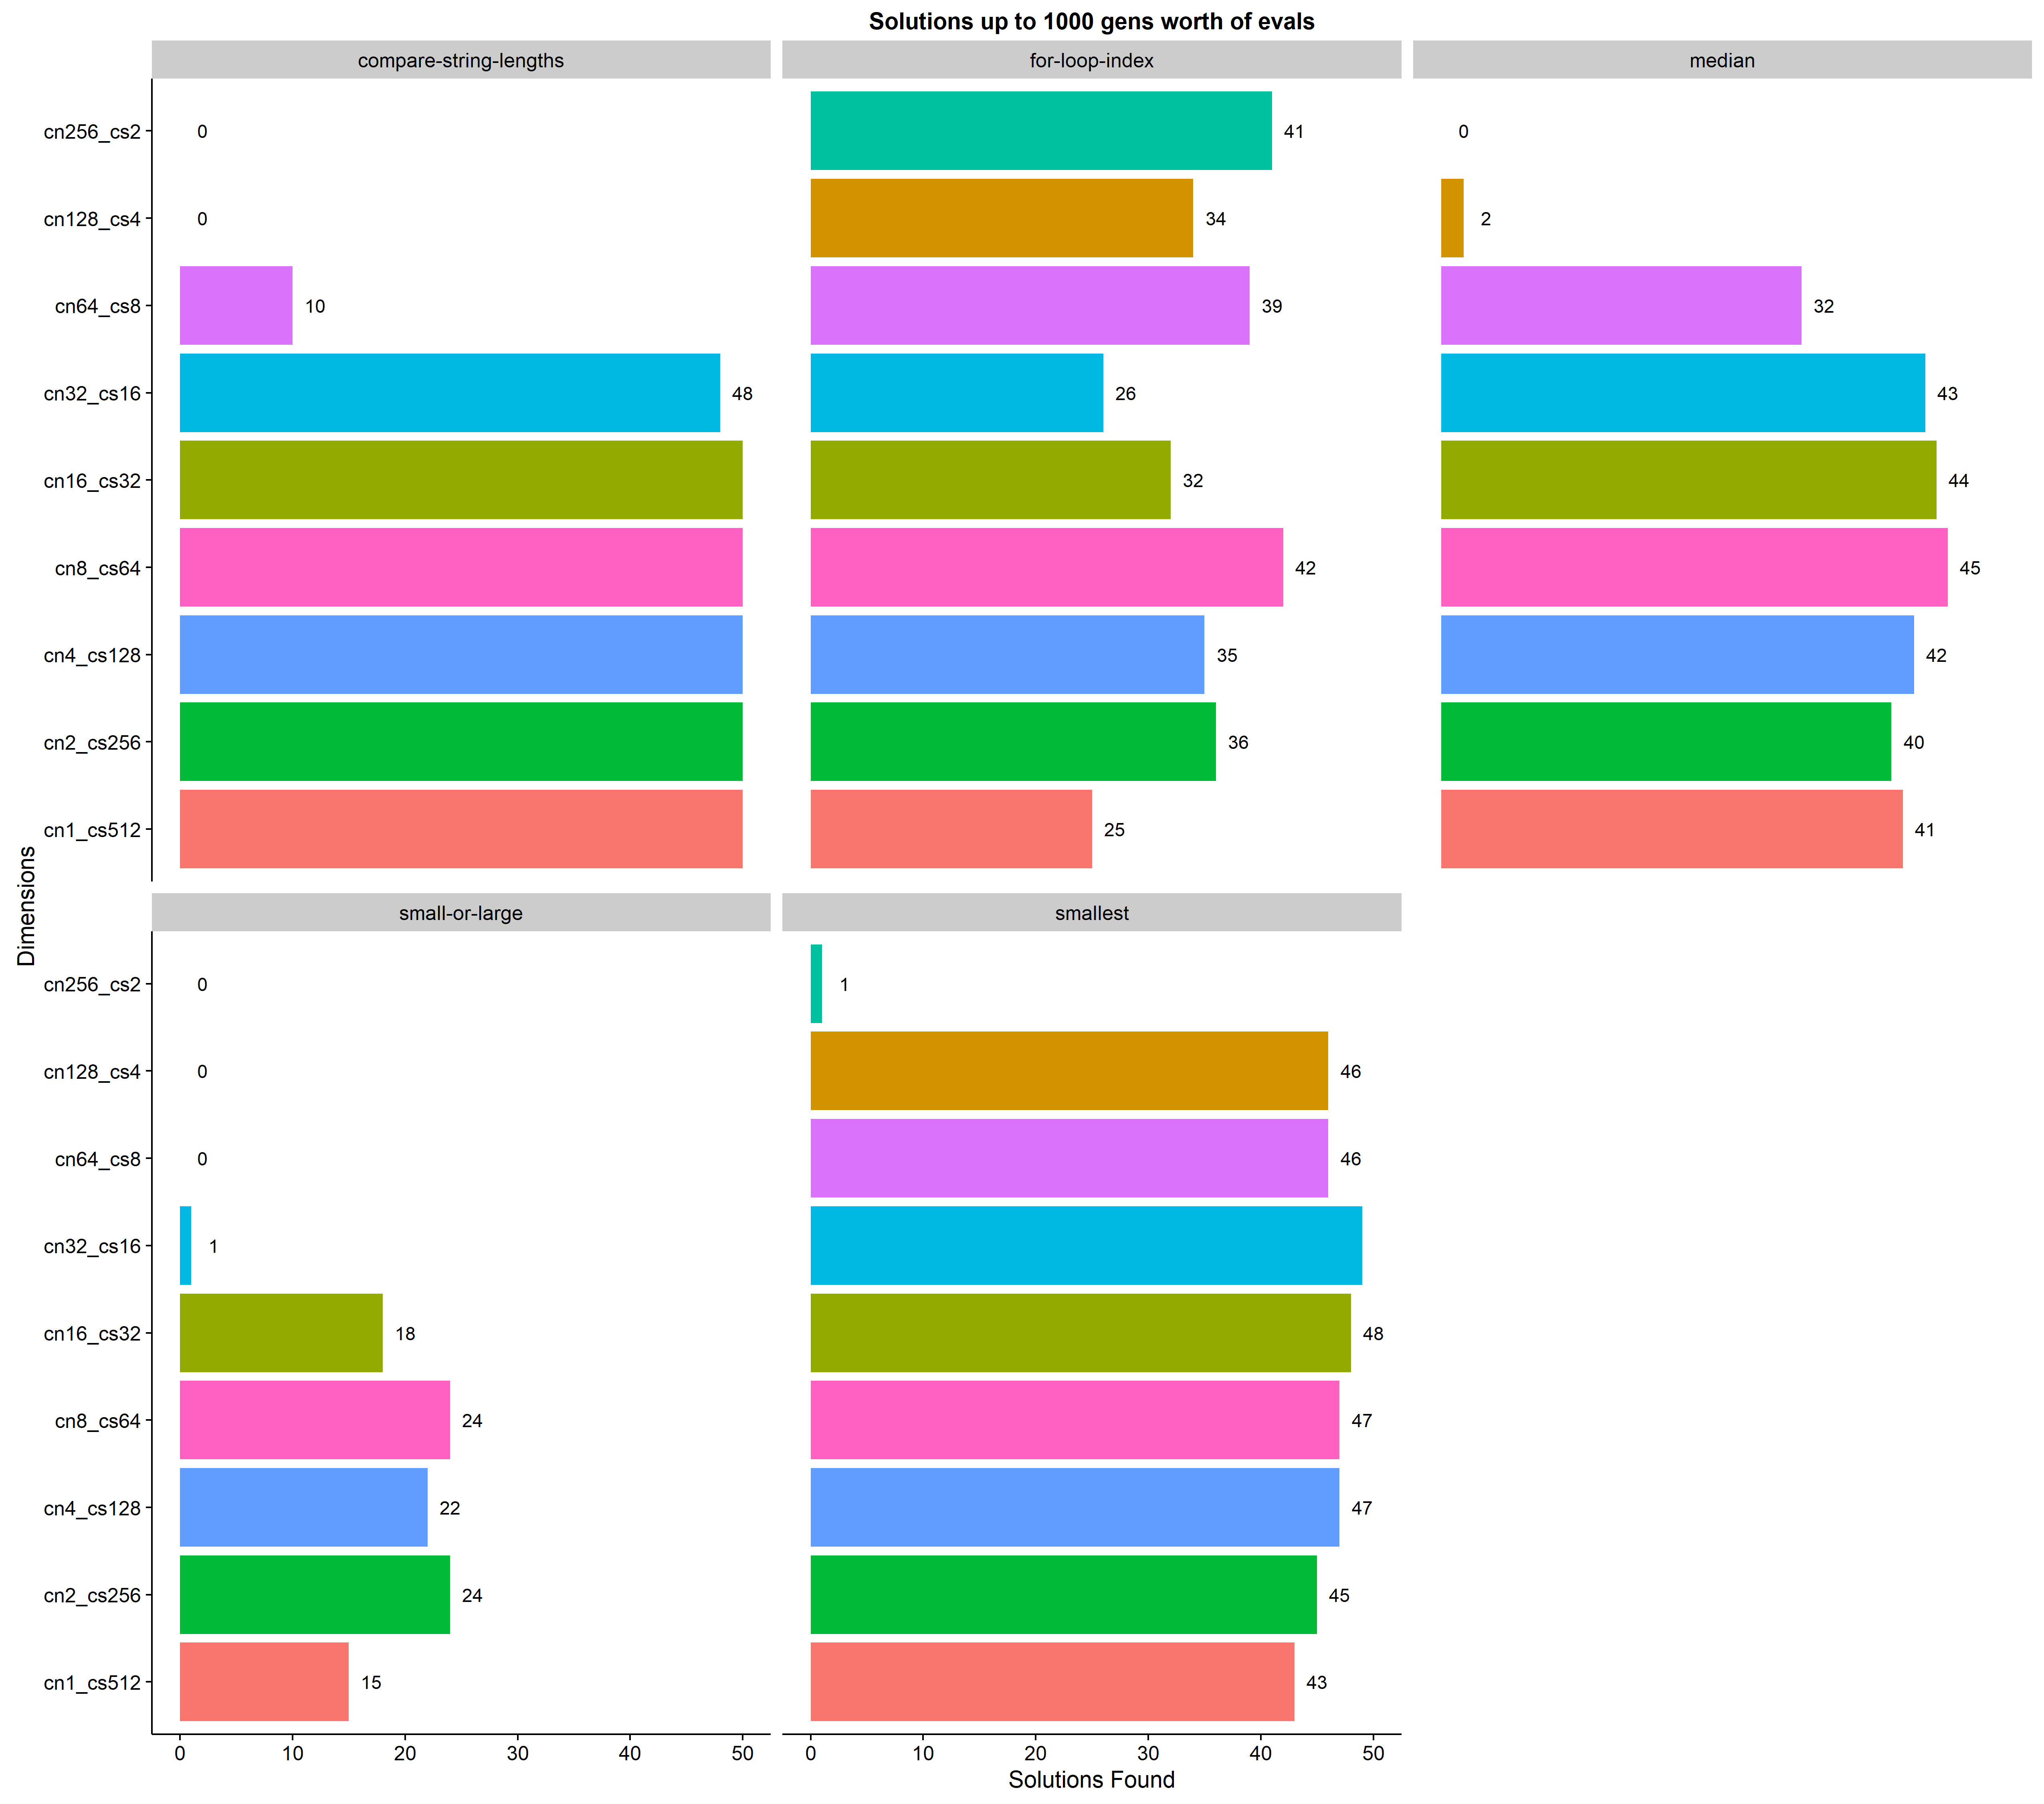 Solutions up to 1000 gens worth of evals
compare-string-lengths
for-loop-index
median
cn256_cs2
0
41
0
cn128_cs4
0
34
2
cn64_cs8
10
39
32
cn32_cs16
48
26
43
cn16_cs32
32
44
cn8_cs64
42
45
cn4_cs128
35
42
cn2_cs256
36
40
cn1_cs512
25
41
Dimensions
small-or-large
smallest
cn256_cs2
0
1
cn128_cs4
0
46
cn64_cs8
0
46
cn32_cs16
1
cn16_cs32
18
48
cn8_cs64
24
47
cn4_cs128
22
47
cn2_cs256
24
45
cn1_cs512
15
43
0 10 20 30 40 50
0 10 20 30 40 50
Solutions Found